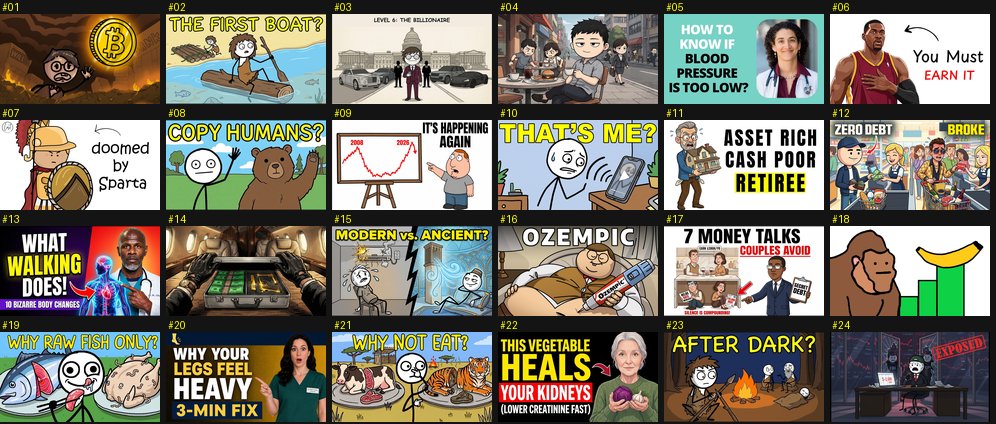 #01
#02
THE FIRST BOAT?
#03
LEVEL 6: THE BILLIONAIRE
#04
#05
HOW TO
KNOW IF
BLOOD
PRESSURE
IS TOO LOW?
#06
You Must
EARN IT
#07
doomed
by
Sparta
#08
COPY HUMANS?
#09
IT'S HAPPENING
AGAIN
2008
2026
#10
THAT'S ME?
#11
ASSET RICH
CASH POOR
RETIREE
#12
ZERO DEBT
BROKE
#13
WHAT
WALKING
DOES!
10 BIZARRE BODY CHANGES
#14
#15
MODERN vs. ANCIENT?
#16
OZEMPIC
OZEMPIC
#17
7 MONEY TALKS
COUPLES AVOID
SECRET
DEBT
SILENCE IS COMPOUNDING!
#18
#19
WHY RAW FISH ONLY?
#20
WHY YOUR
LEGS FEEL
HEAVY
3-MIN FIX
#21
WHY NOT EAT?
#22
THIS VEGETABLE
HEALS
YOUR KIDNEYS
(LOWER CREATININE FAST)
#23
AFTER DARK?
#24
EXPOSED